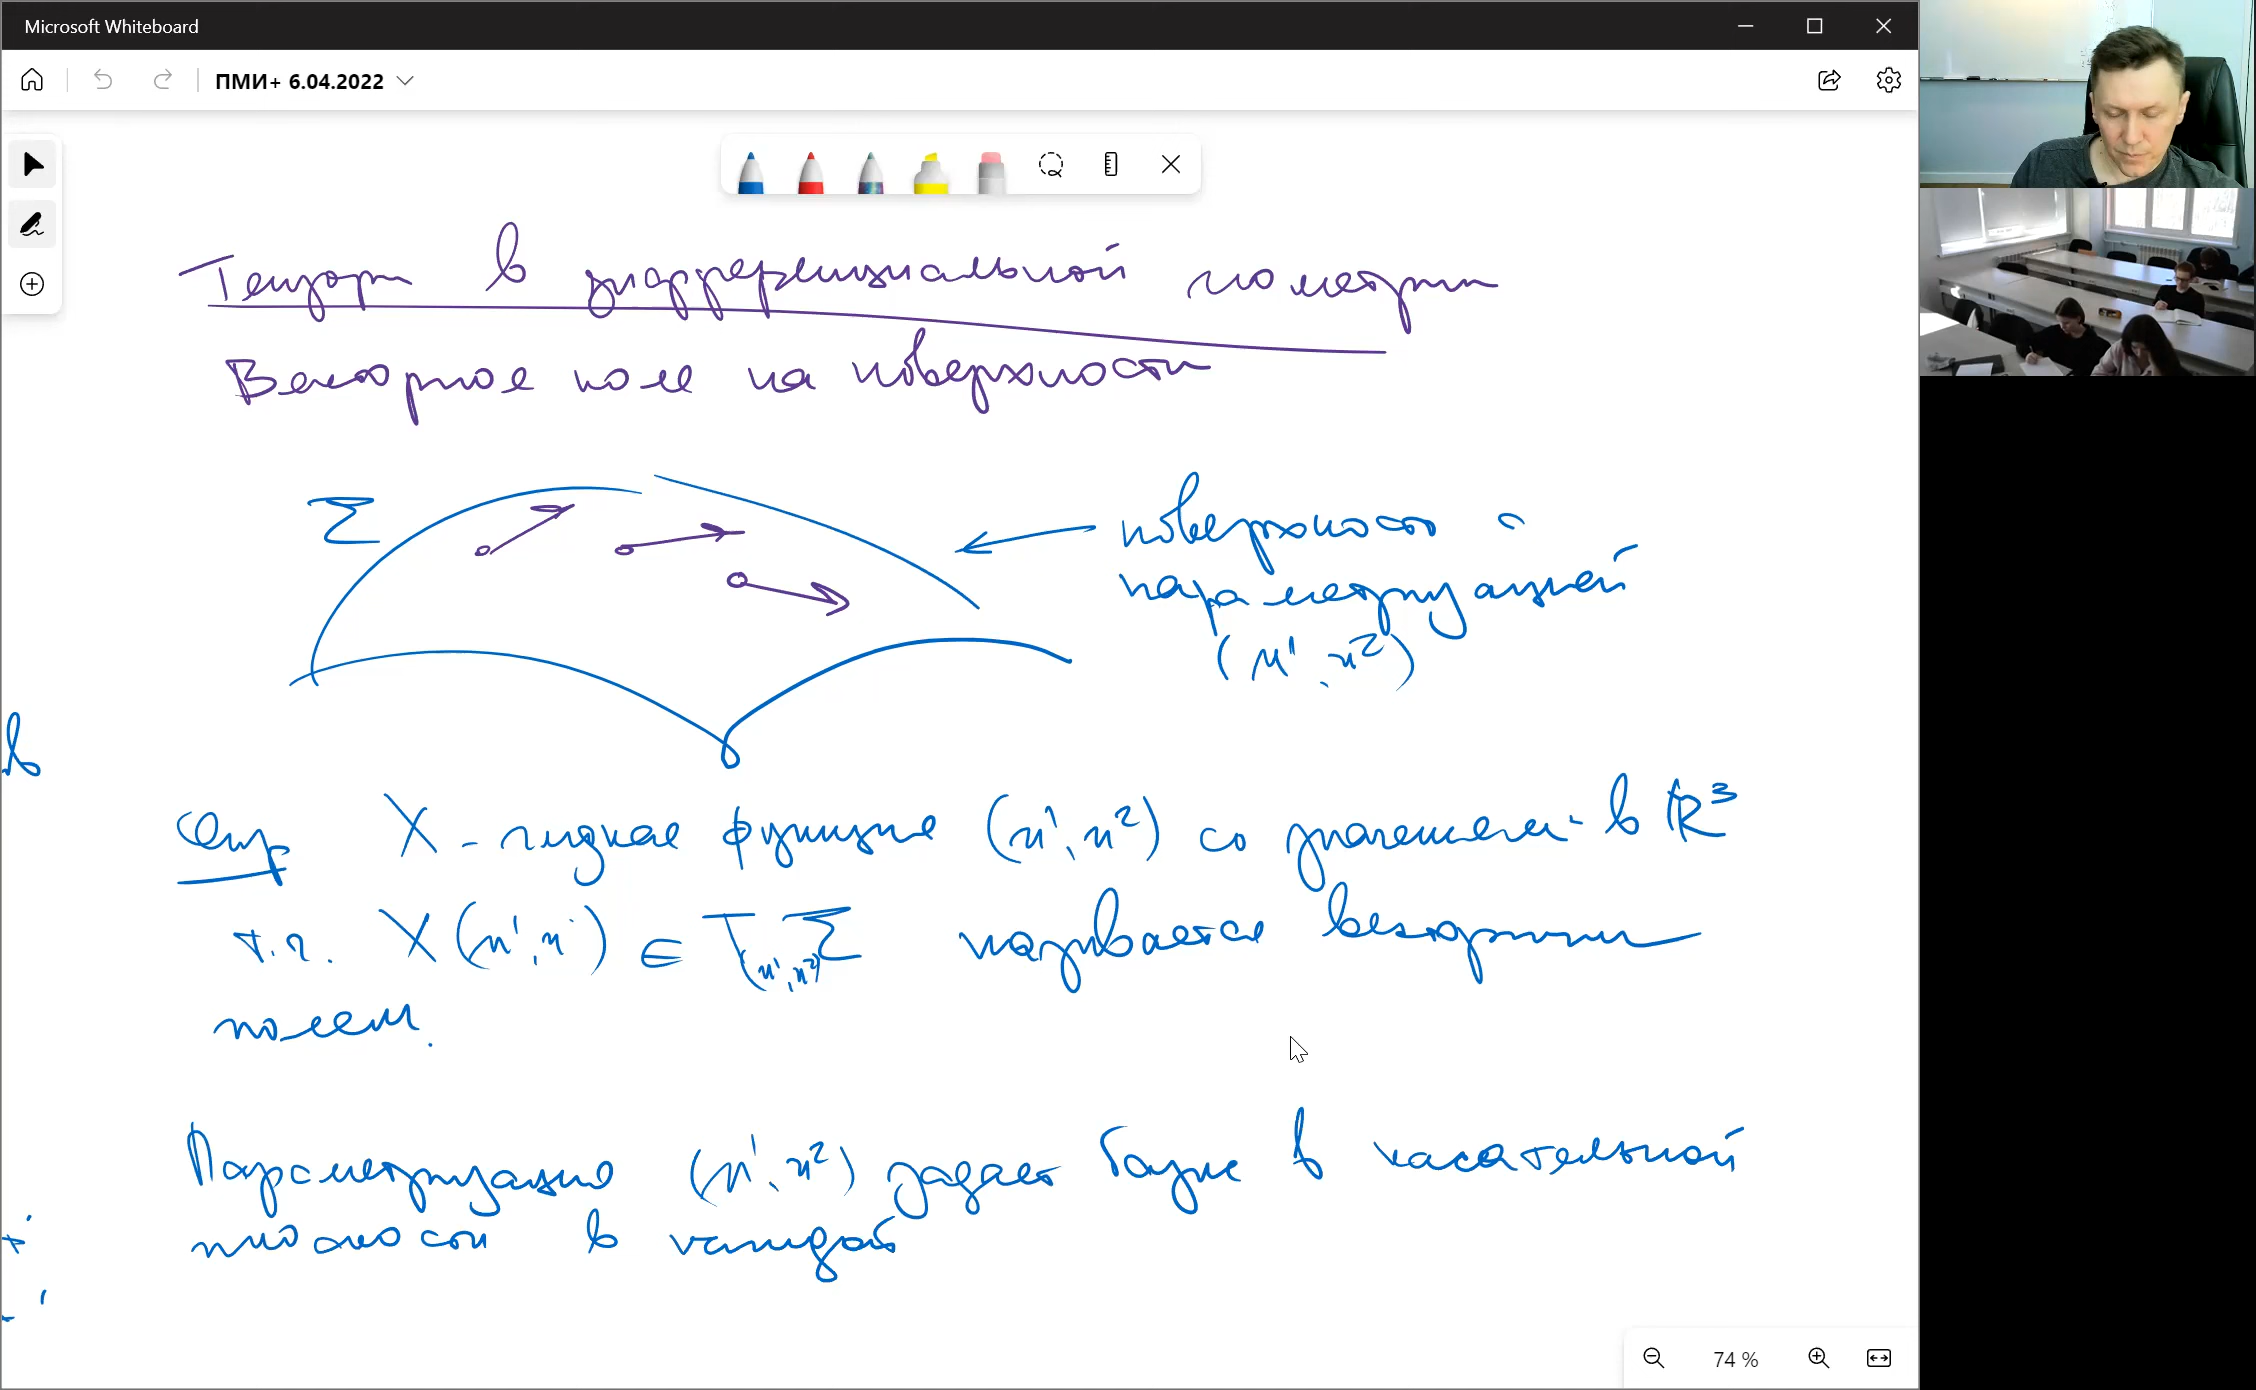 Microsoft Whiteboard
ПМИ+ 6.04.2022
Тензоры в дифференциальной геометрии
Векторное поле на поверхности
Σ
поверхность с
параметризацией
(u¹, u²)
в
Опр X - гладкая функция (u¹, u²) со значениями в ℝ³
т.ч. X(u¹, u²) ∈ T(u¹, u²)Σ называется векторным
полем.
Параметризация (u¹, u²) задает базис в касательной
плоскости в каждой
74 %